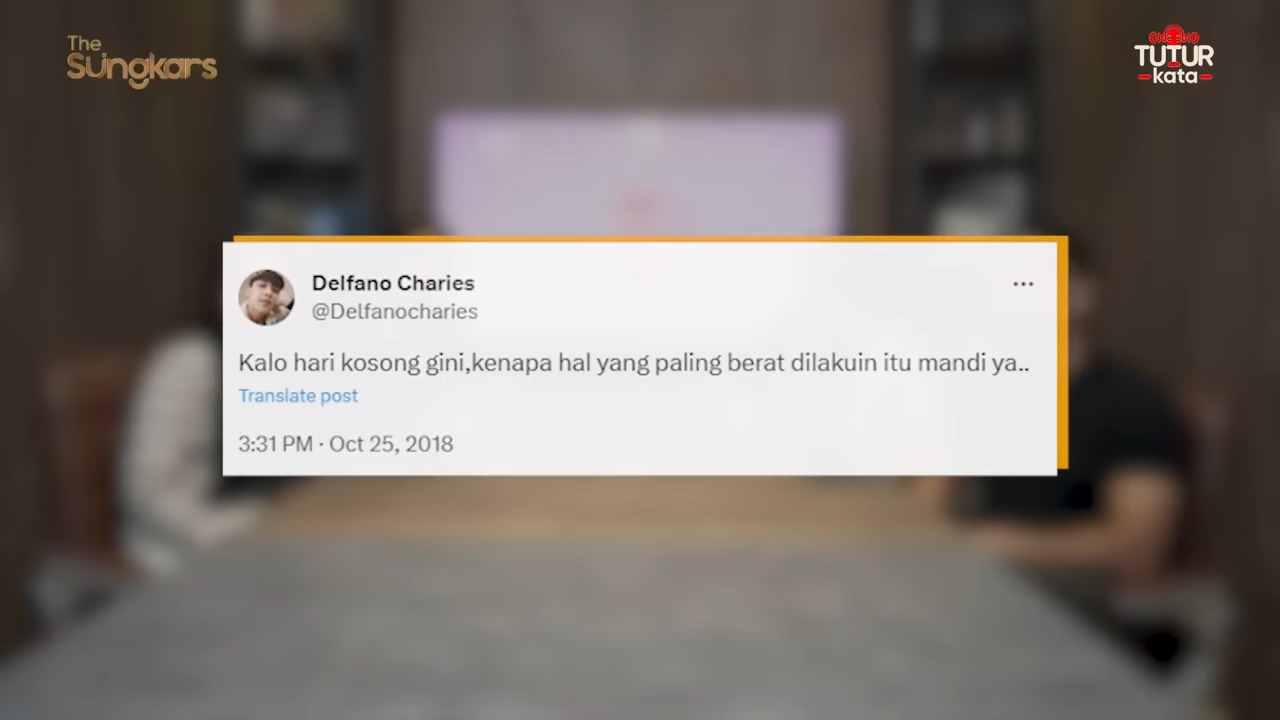 The
Sungkars
TUTUR
kata
Delfano Charies
@Delfanocharies
Kalo hari kosong gini,kenapa hal yang paling berat dilakuin itu mandi ya..
Translate post
3:31 PM · Oct 25, 2018